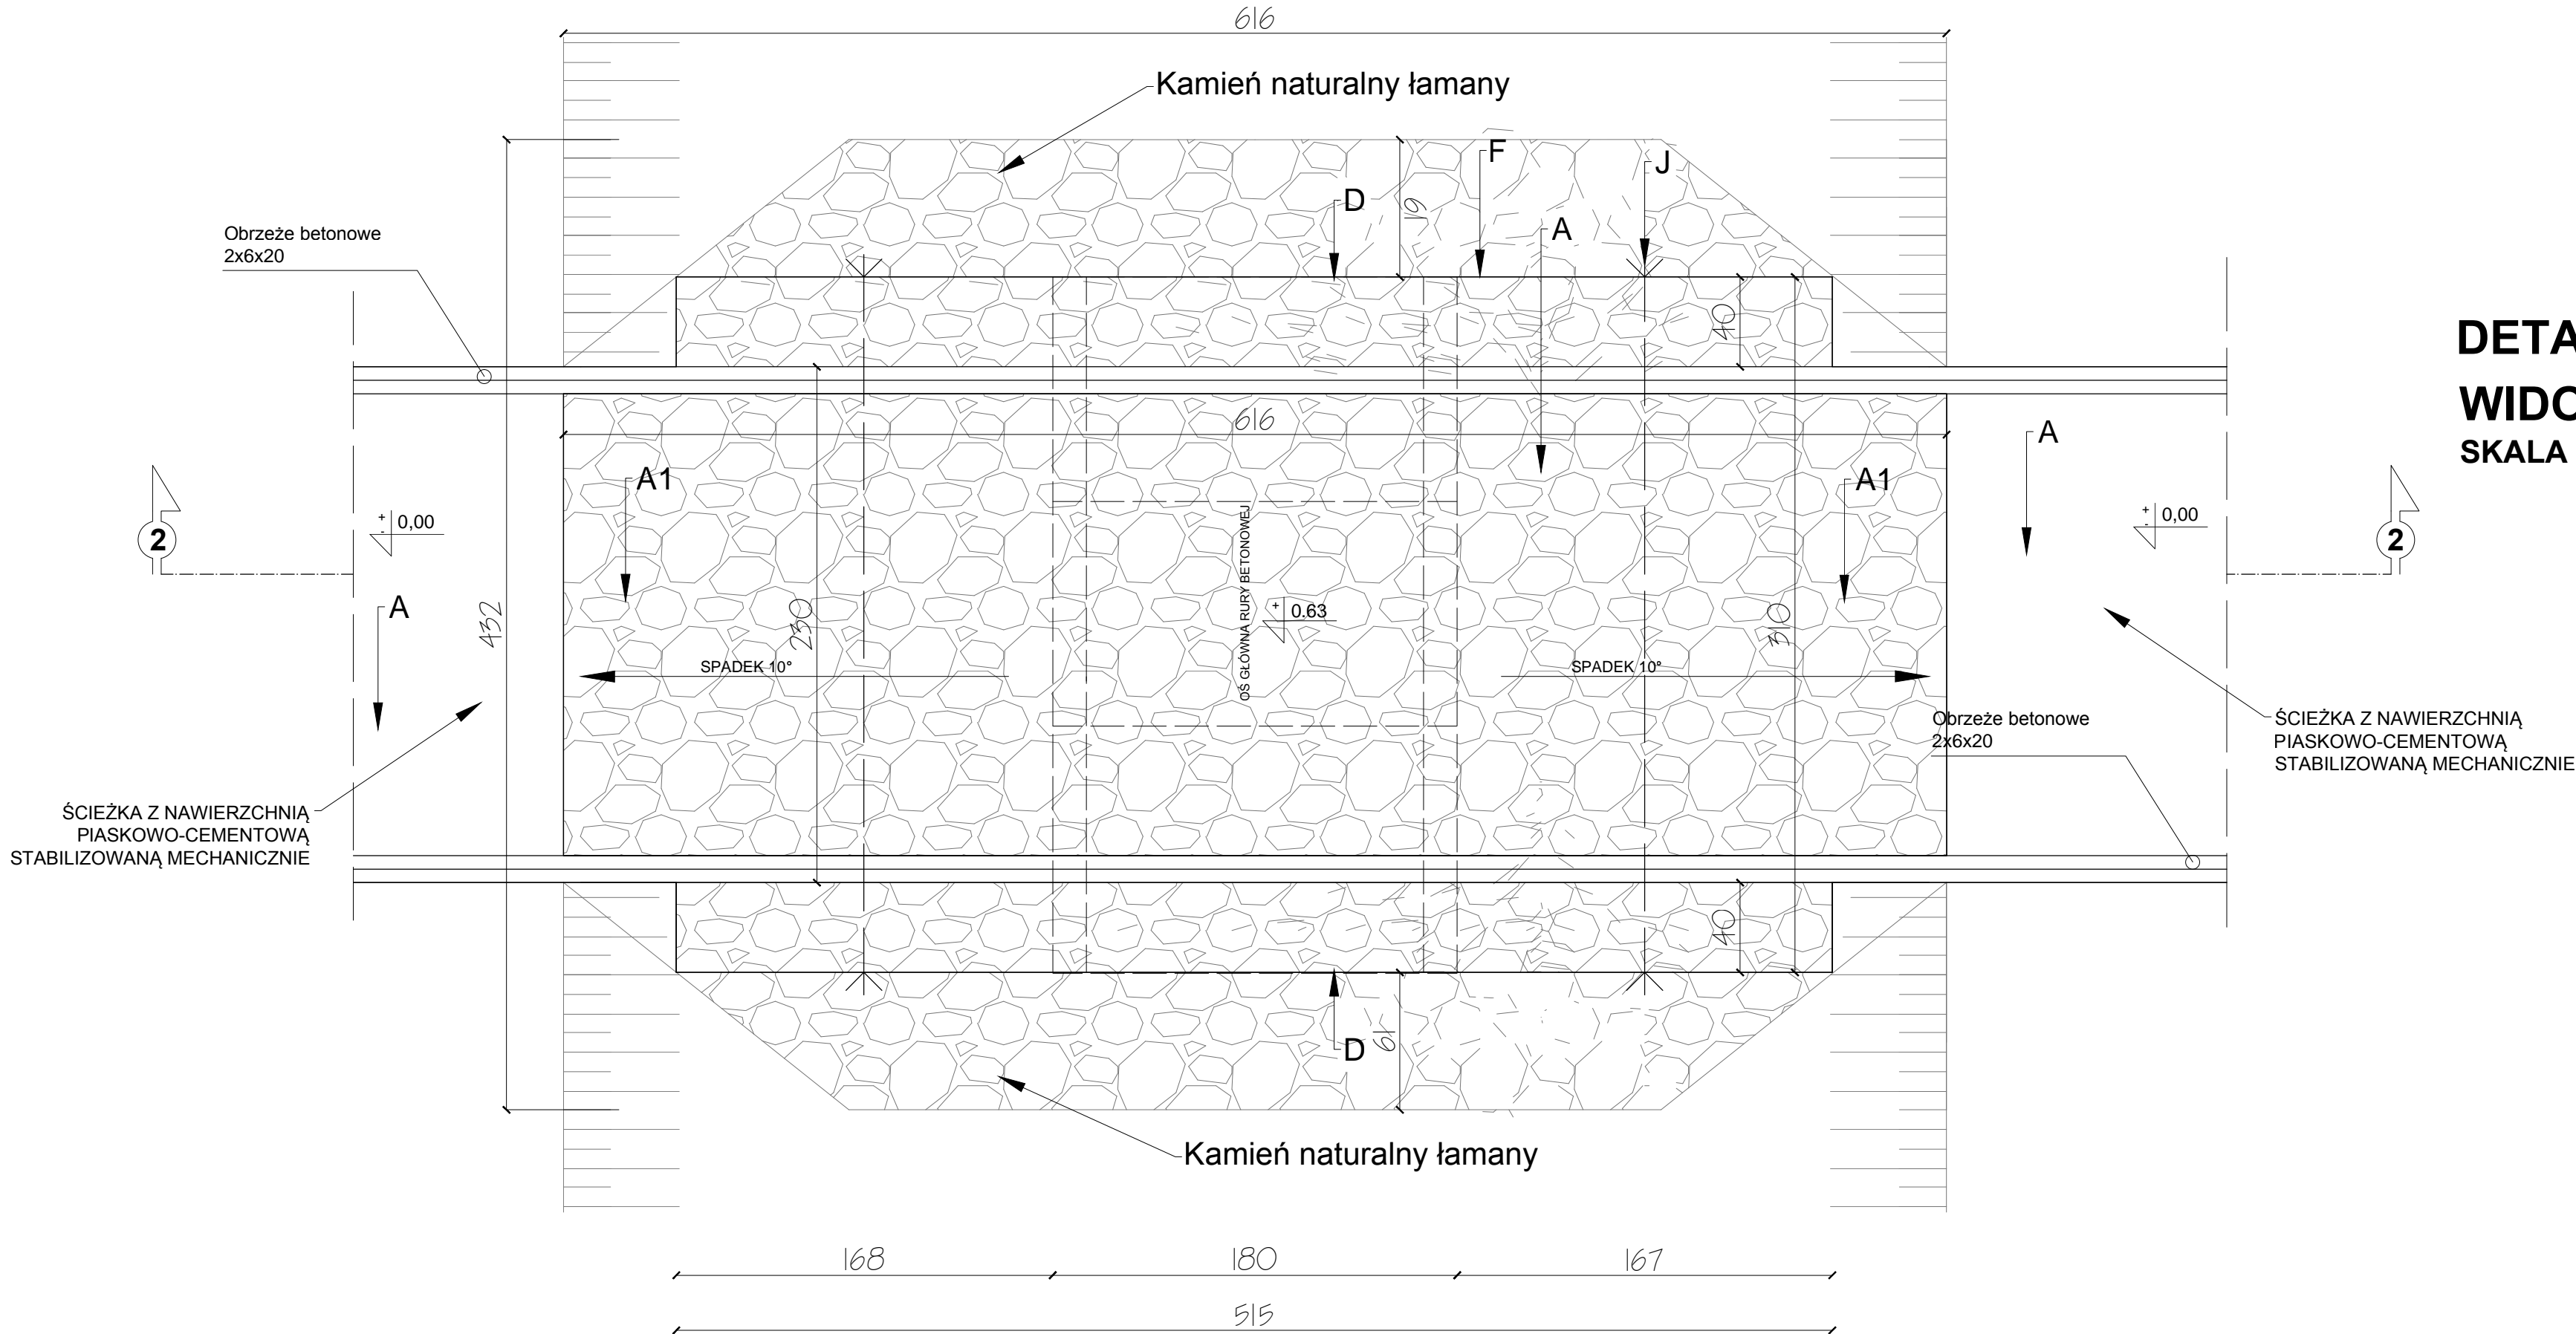 616
Kamień naturalny łamany
F
J
D
61
A
Obrzeże betonowe
2x6x20
40
DETA
WIDO
SKALA
616
A
A1
A1
+ 0,00
-
+ 0,00
-
2
2
OŚ GŁÓWNA RURY BETONOWEJ
A
432
230
+ 0.63
310
SPADEK 10°
SPADEK 10°
Obrzeże betonowe
2x6x20
ŚCIEŻKA Z NAWIERZCHNIĄ
PIASKOWO-CEMENTOWĄ
STABILIZOWANĄ MECHANICZNIE
ŚCIEŻKA Z NAWIERZCHNIĄ
PIASKOWO-CEMENTOWĄ
STABILIZOWANĄ MECHANICZNIE
40
D
61
Kamień naturalny łamany
168
180
167
515